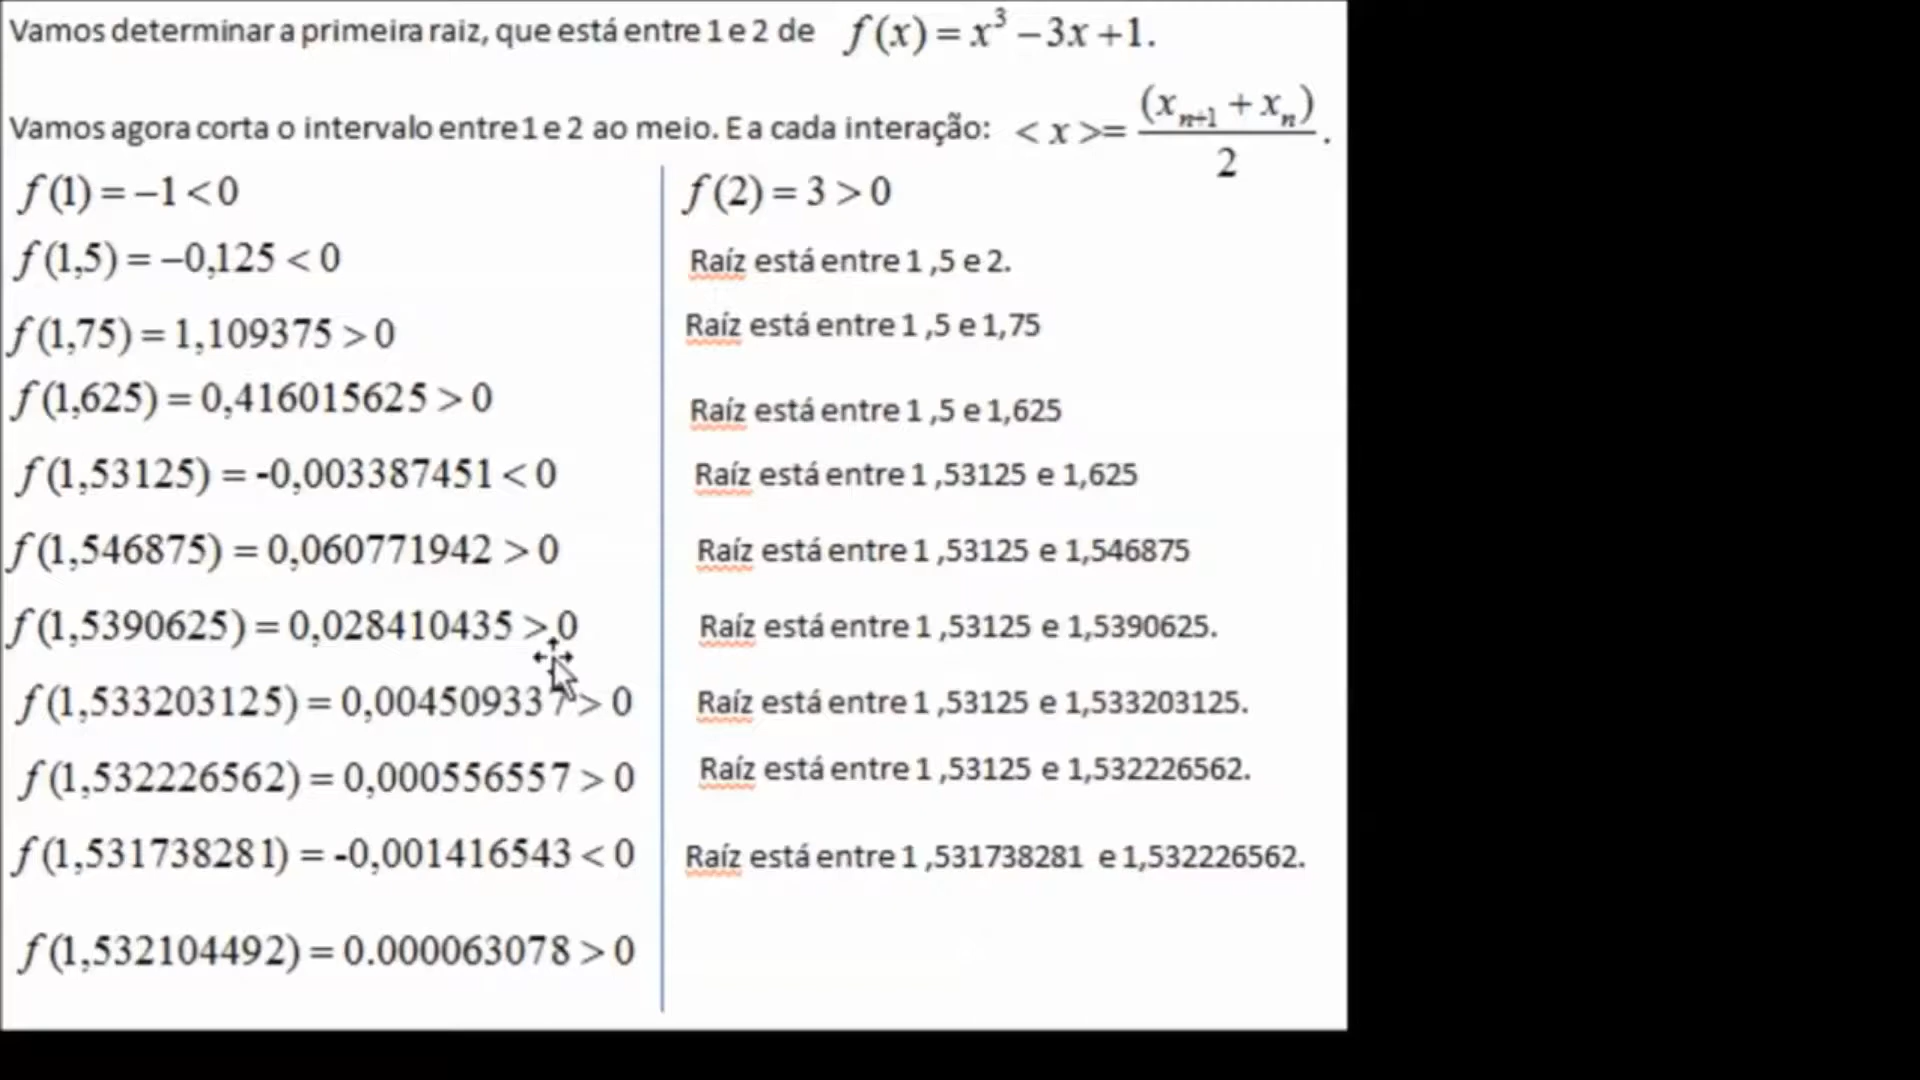 Vamos determinar a primeira raiz, que está entre 1 e 2 de f(x) = x³ − 3x + 1.
Vamos agora corta o intervalo entre 1 e 2 ao meio. E a cada interação: < x >= (xₙ₊₁ + xₙ) / 2 .
f(1) = −1 < 0
f(2) = 3 > 0
f(1,5) = −0,125 < 0
Raíz está entre 1 ,5 e 2.
f(1,75) = 1,109375 > 0
Raíz está entre 1 ,5 e 1,75
f(1,625) = 0,416015625 > 0
Raíz está entre 1 ,5 e 1,625
f(1,53125) = -0,003387451 < 0
Raíz está entre 1 ,53125 e 1,625
f(1,546875) = 0,060771942 > 0
Raíz está entre 1 ,53125 e 1,546875
f(1,5390625) = 0,028410435 > 0
Raíz está entre 1 ,53125 e 1,5390625.
f(1,533203125) = 0,004509337 > 0
Raíz está entre 1 ,53125 e 1,533203125.
f(1,532226562) = 0,000556557 > 0
Raíz está entre 1 ,53125 e 1,532226562.
f(1,531738281) = -0,001416543 < 0
Raíz está entre 1 ,531738281 e 1,532226562.
f(1,532104492) = 0.000063078 > 0